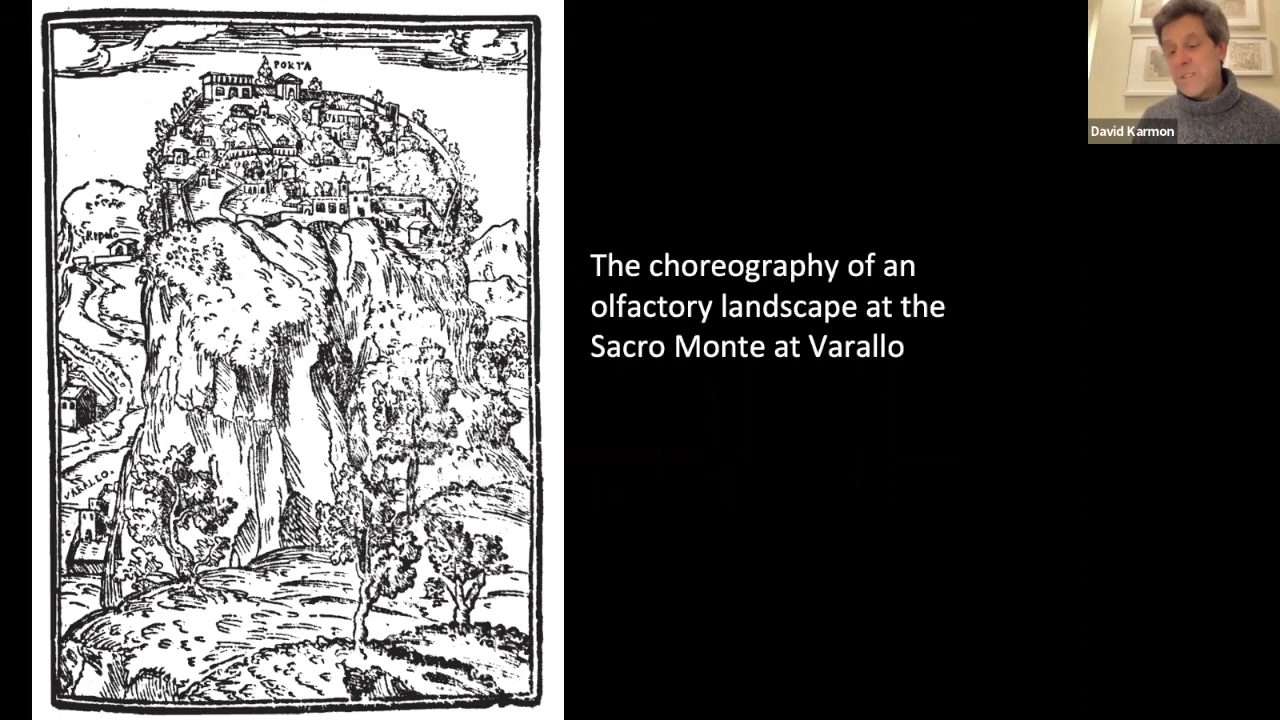 PORTA
VARALLO.
The choreography of an
olfactory landscape at the
Sacro Monte at Varallo
David Karmon